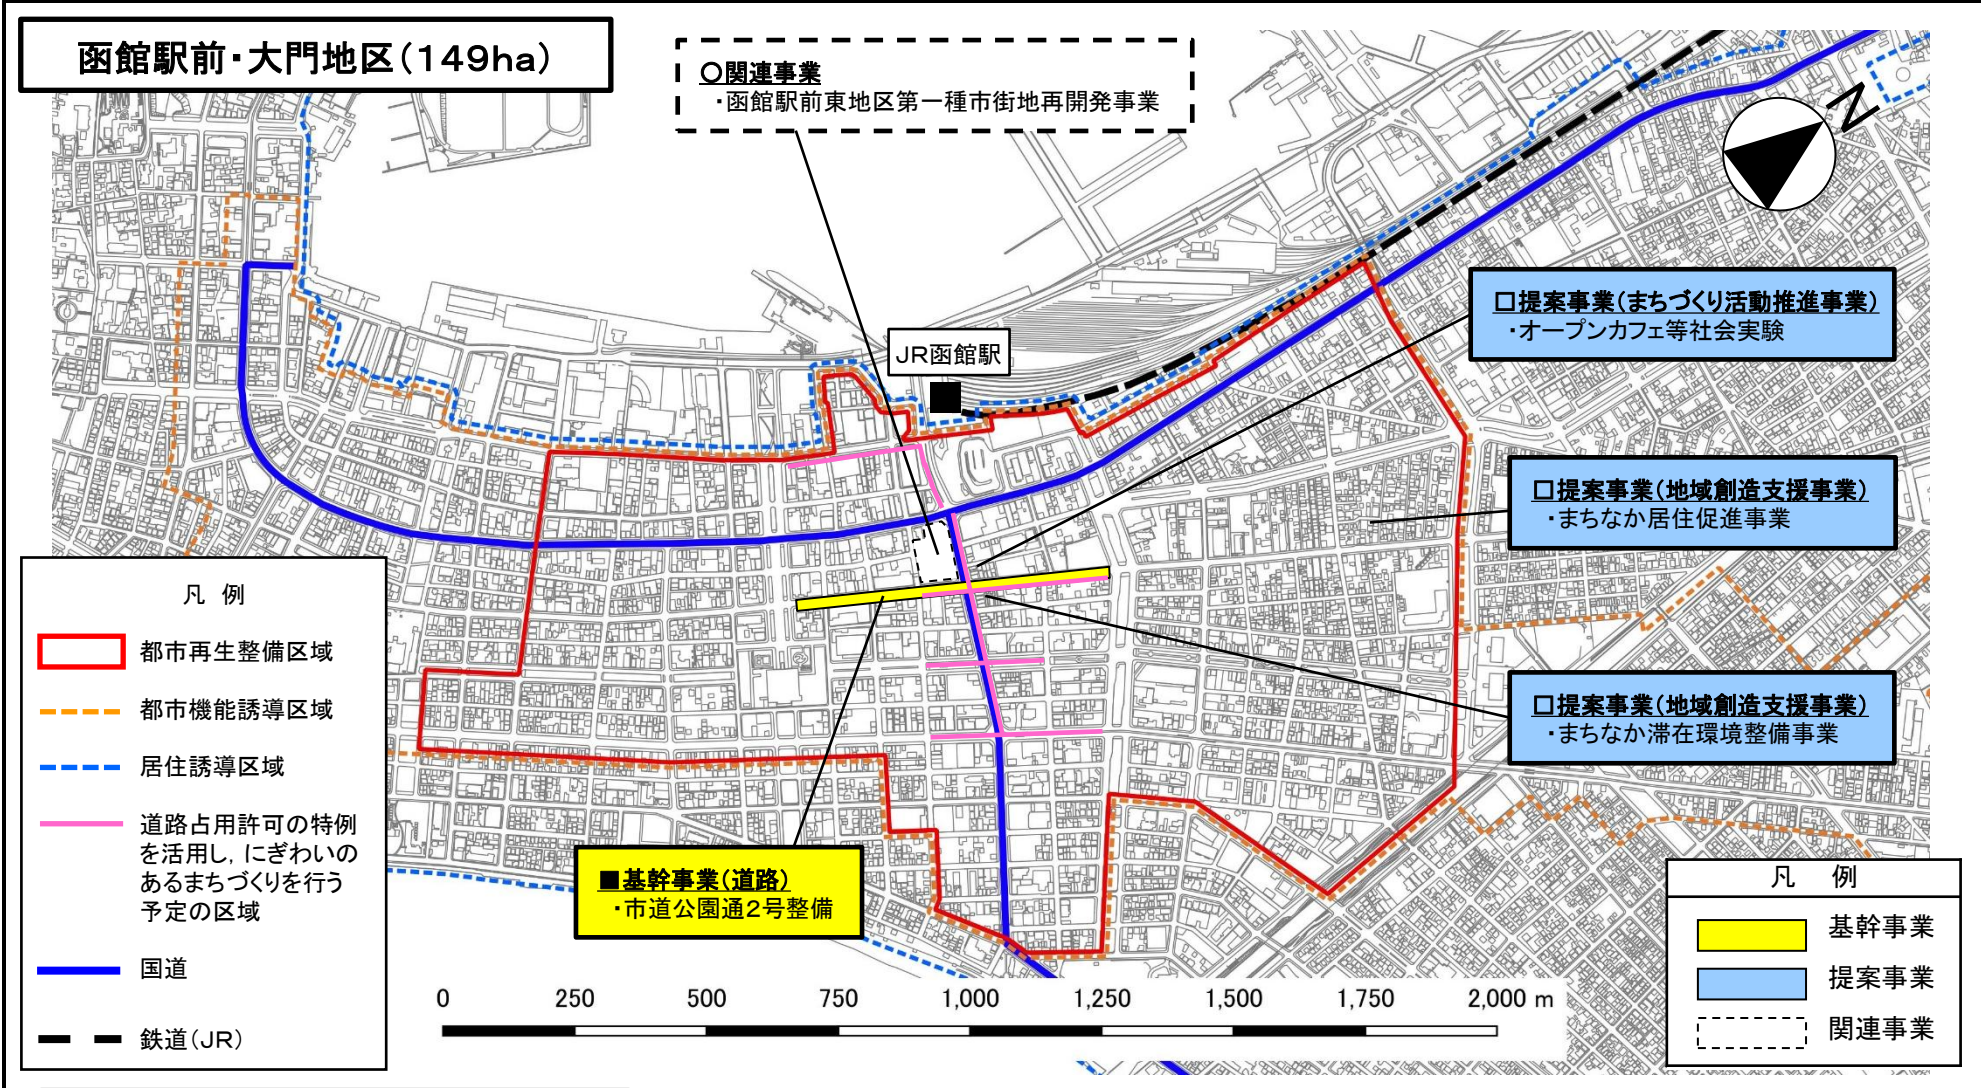 函館駅前・大門地区(149ha)
○関連事業
・函館駅前東地区第一種市街地再開発事業
N
JR函館駅
□提案事業(まちづくり活動推進事業)
・オープンカフェ等社会実験
□提案事業(地域創造支援事業)
・まちなか居住促進事業
□提案事業(地域創造支援事業)
・まちなか滞在環境整備事業
■基幹事業(道路)
・市道公園通2号整備
凡 例
都市再生整備区域
都市機能誘導区域
居住誘導区域
道路占用許可の特例
を活用し,にぎわいの
あるまちづくりを行う
予定の区域
国道
鉄道(JR)
0 250 500 750 1,000 1,250 1,500 1,750 2,000 m
凡 例
基幹事業
提案事業
関連事業